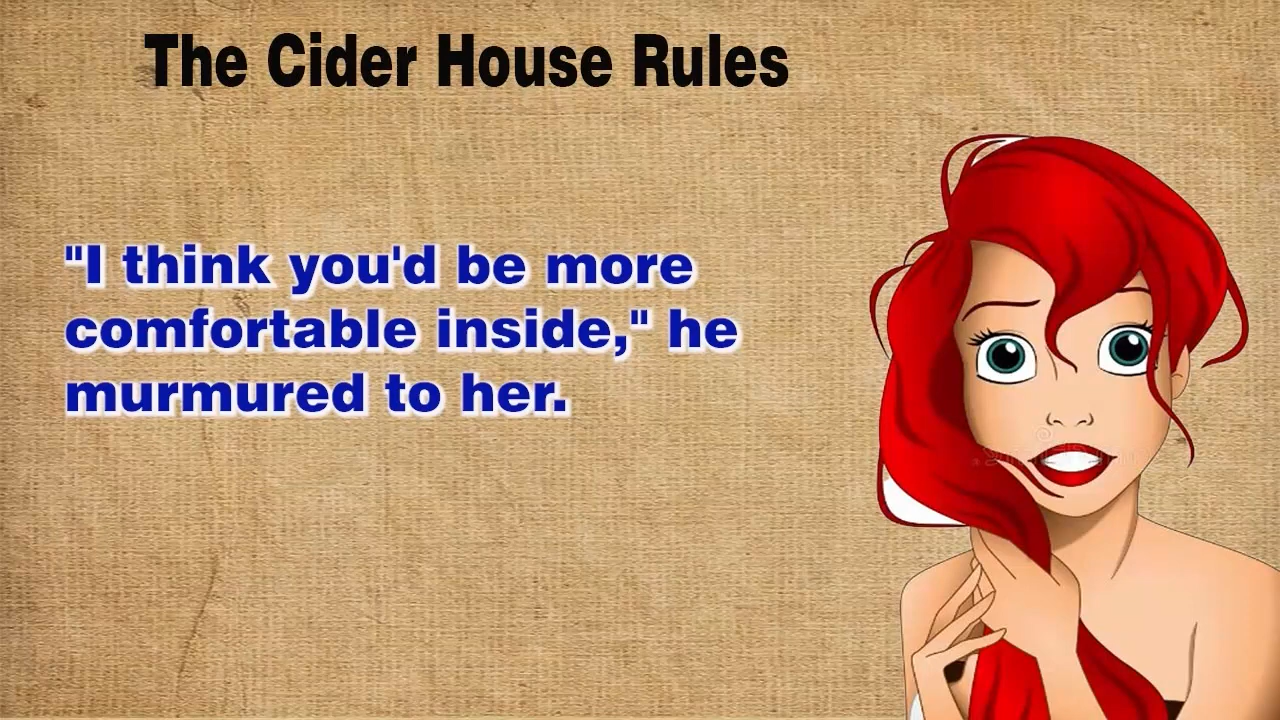 The Cider House Rules
"I think you'd be more
comfortable inside," he
murmured to her.